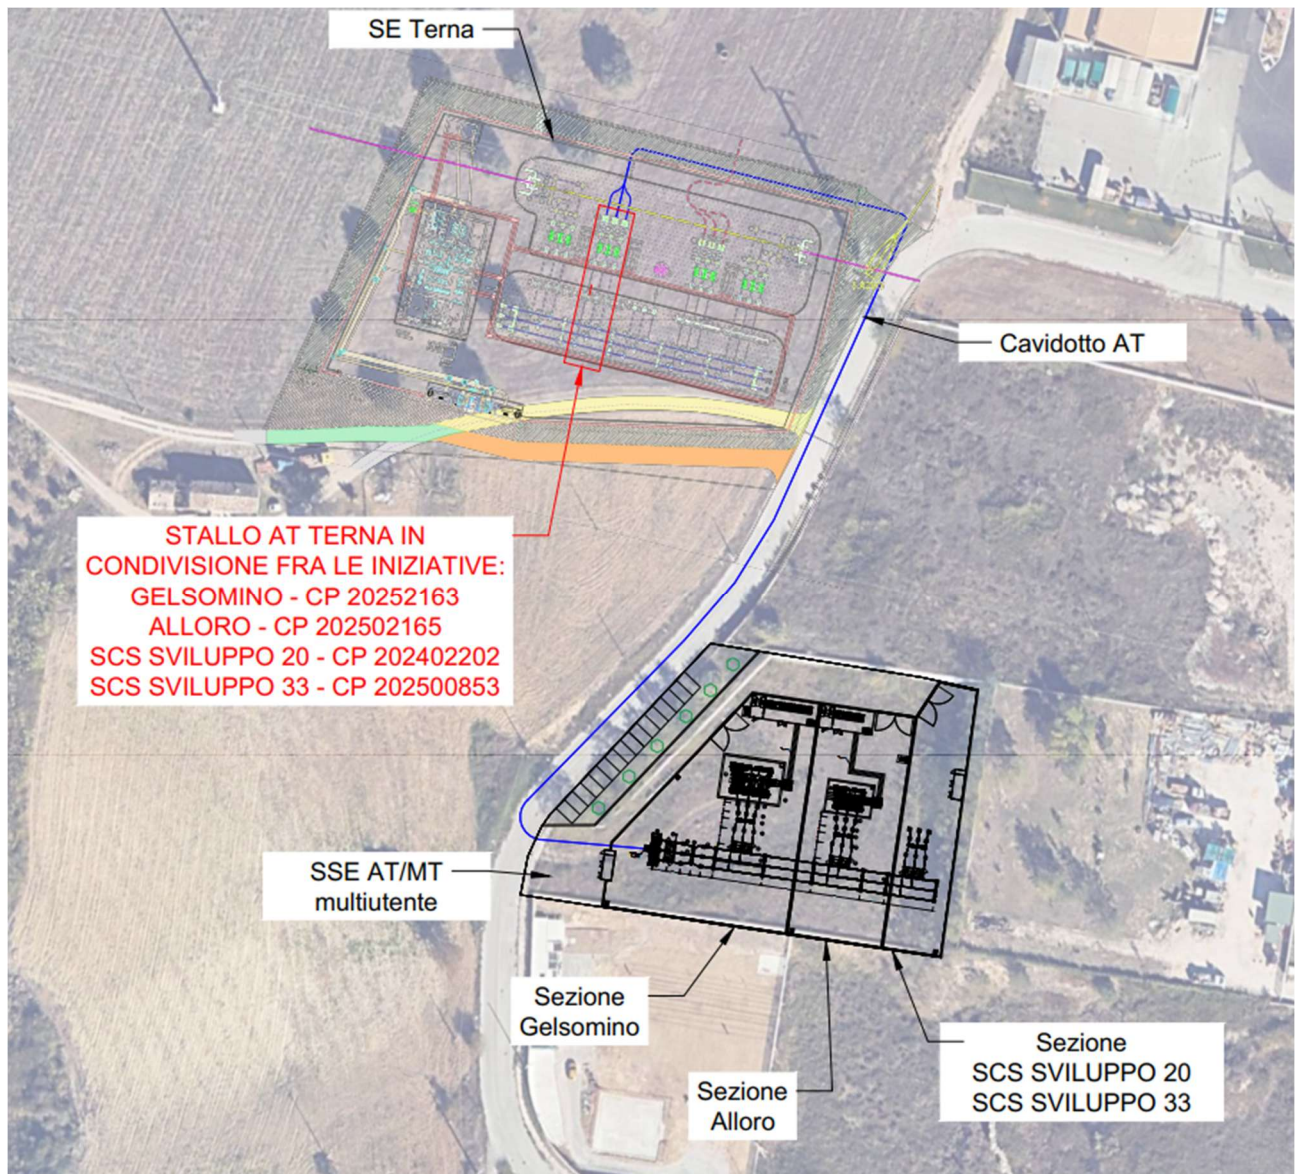 SE Terna
Cavidotto AT
STALLO AT TERNA IN
CONDIVISIONE FRA LE INIZIATIVE:
GELSOMINO - CP 20252163
ALLORO - CP 202502165
SCS SVILUPPO 20 - CP 202402202
SCS SVILUPPO 33 - CP 202500853
SSE AT/MT
multiutente
Sezione
Gelsomino
Sezione
Alloro
Sezione
SCS SVILUPPO 20
SCS SVILUPPO 33